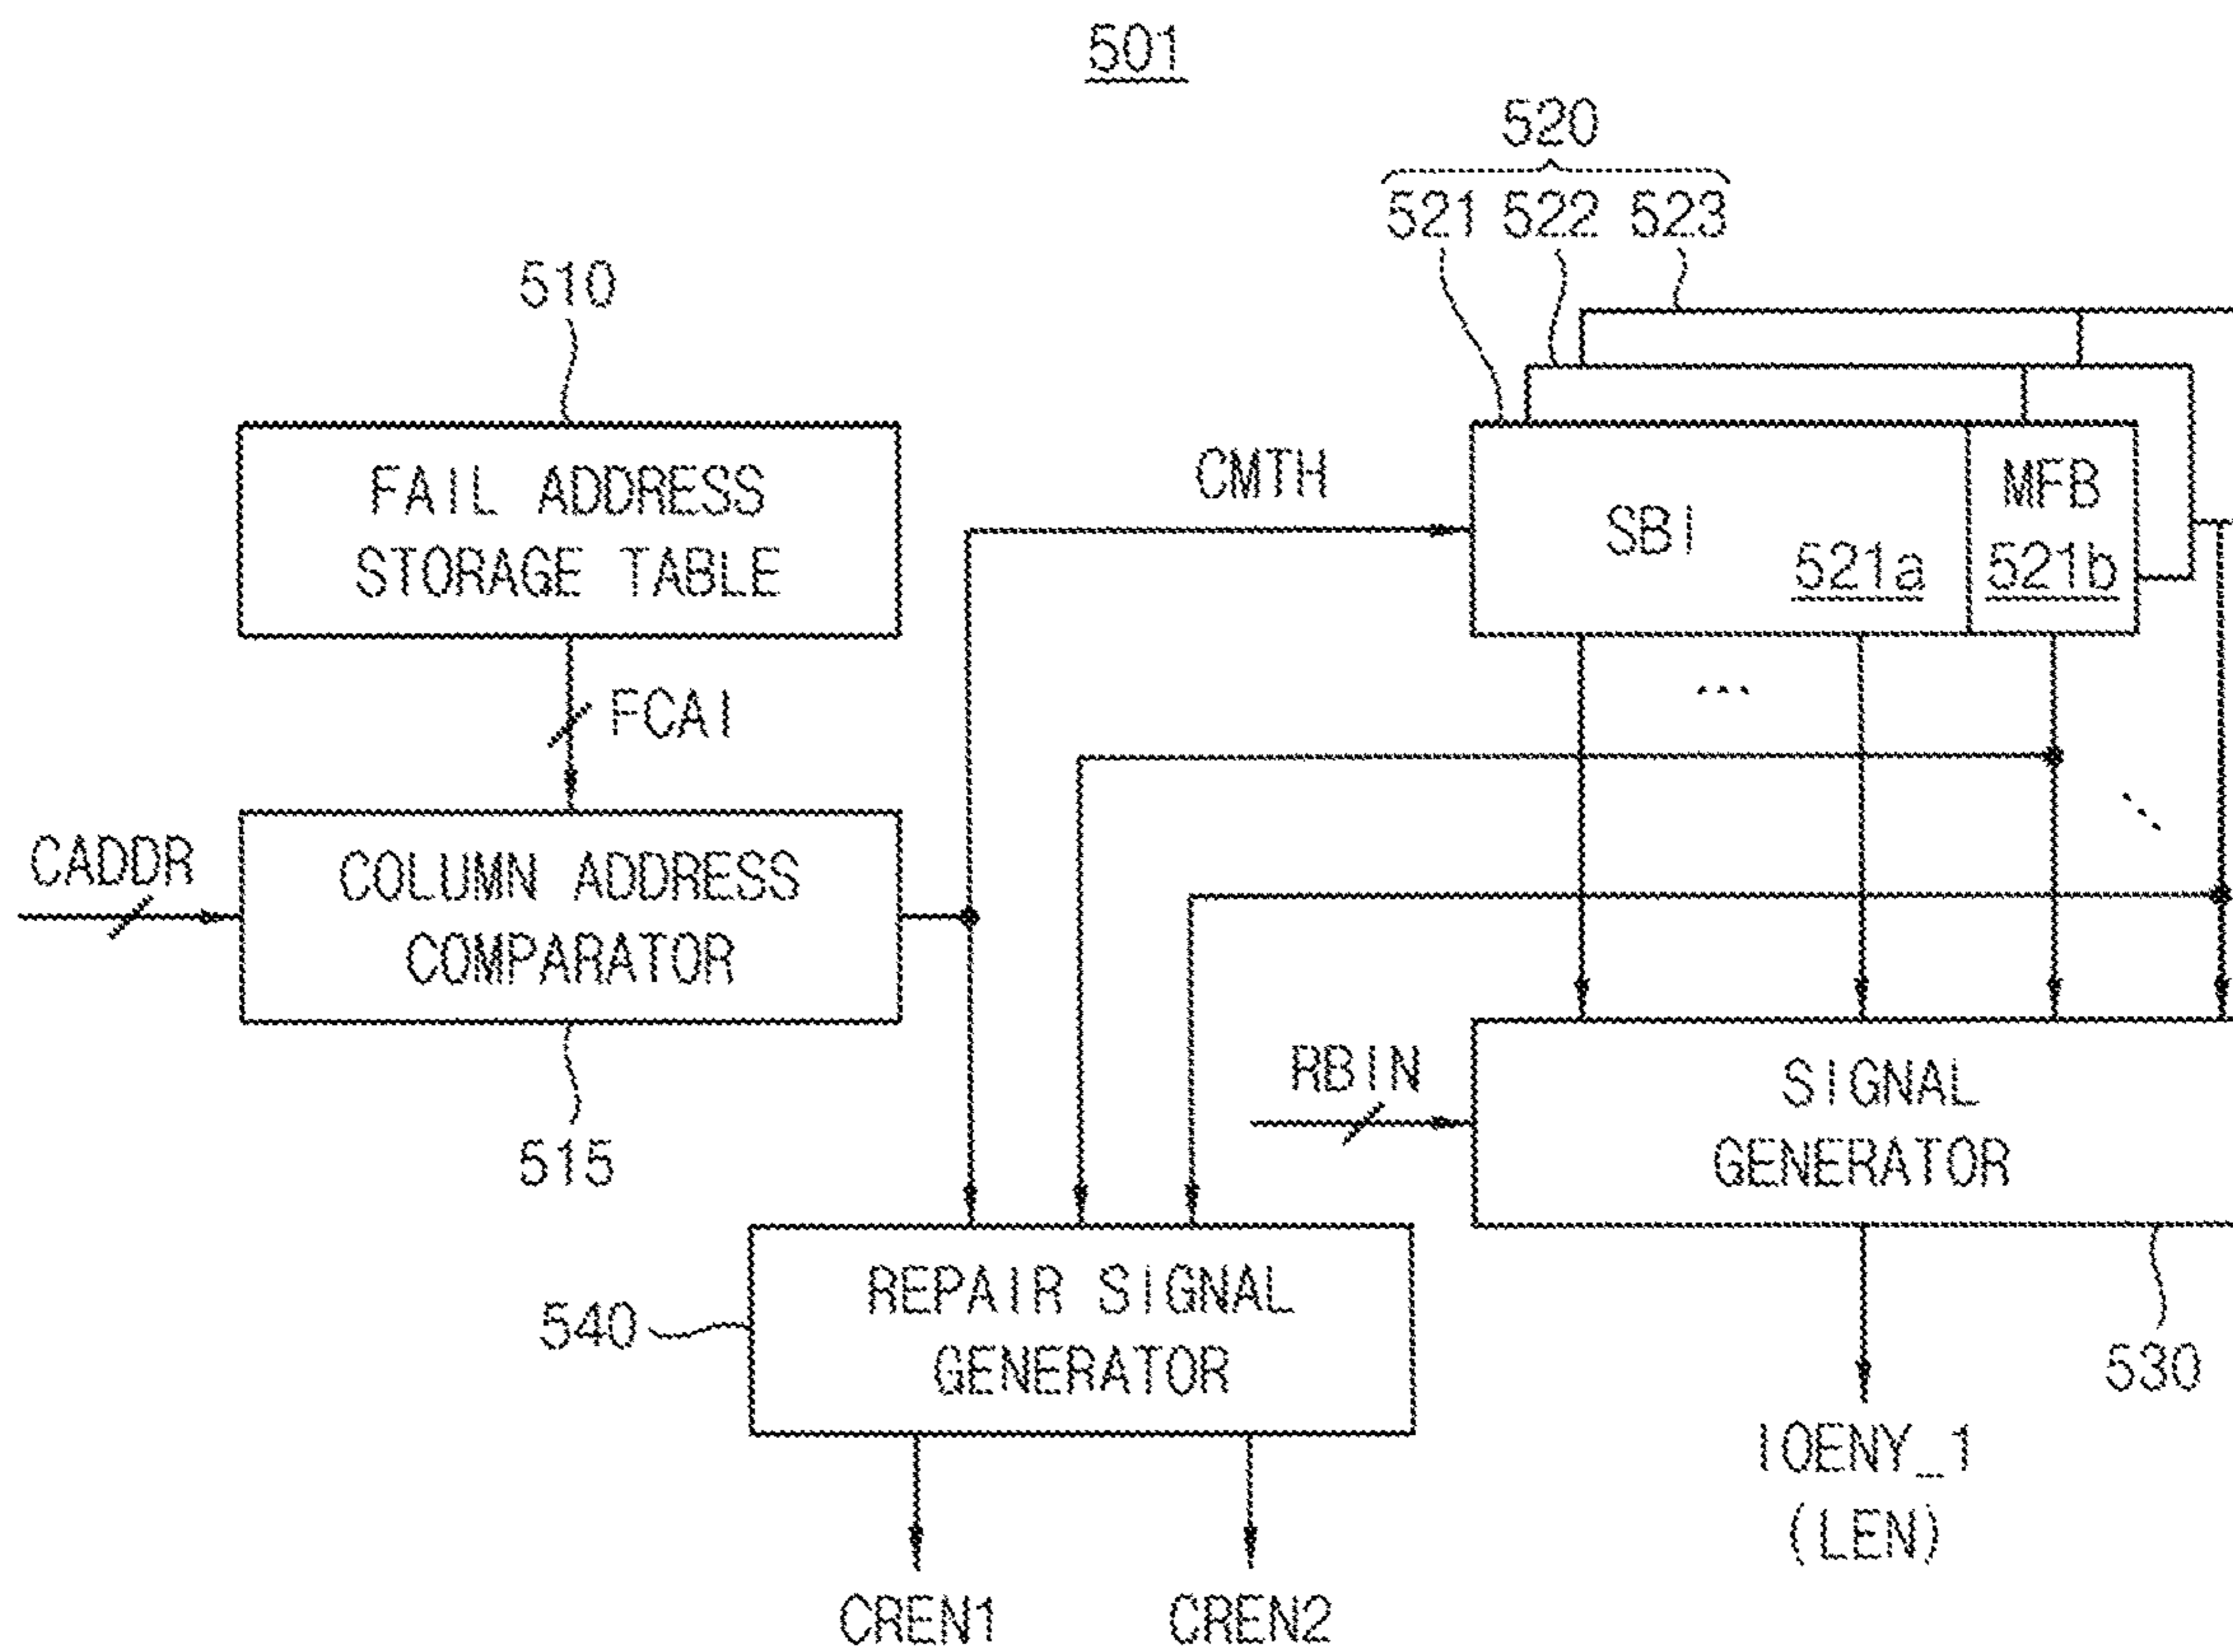 501
520
521 522 523
510
FAIL ADDRESS
STORAGE TABLE
CMTH
SBI
521a
MFB
521b
...
FCAI
CADDR
COLUMN ADDRESS
COMPARATOR
515
RBIN
SIGNAL
GENERATOR
530
540
REPAIR SIGNAL
GENERATOR
IOENY_1
(LEN)
CREN1
CREN2